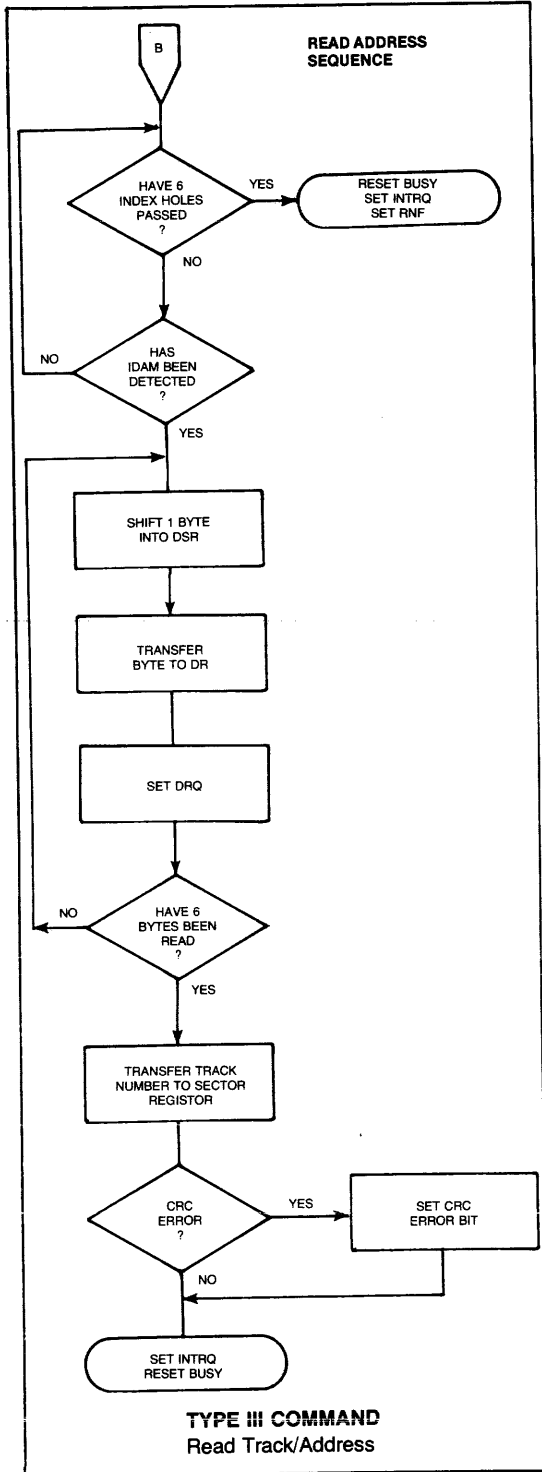 B
READ ADDRESS
SEQUENCE
HAVE 6
INDEX HOLES
PASSED
?
YES
RESET BUSY
SET INTRQ
SET RNF
NO
HAS
IDAM BEEN
DETECTED
?
NO
YES
SHIFT 1 BYTE
INTO DSR
TRANSFER
BYTE TO DR
SET DRQ
HAVE 6
BYTES BEEN
READ
?
NO
YES
TRANSFER TRACK
NUMBER TO SECTOR
REGISTOR
CRC
ERROR
?
YES
SET CRC
ERROR BIT
NO
SET INTRQ
RESET BUSY
TYPE III COMMAND
Read Track/Address